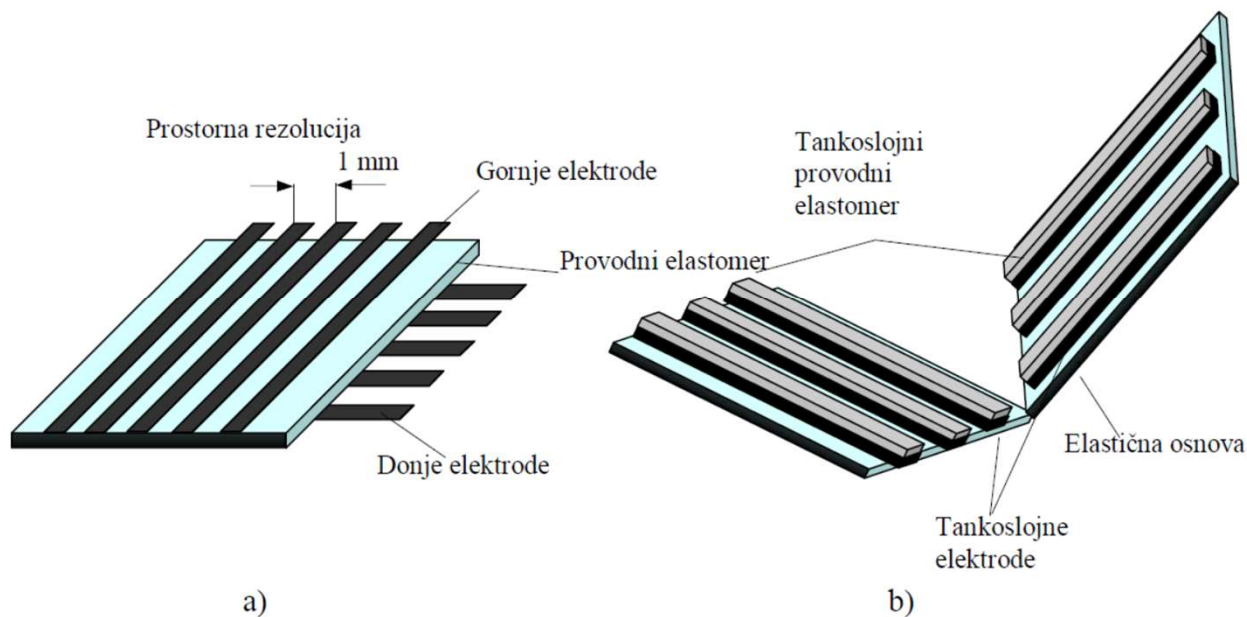 Prostorna rezolucija
1 mm
Gornje elektrode
Provodni elastomer
Donje elektrode
a)
Tankoslojni
provodni
elastomer
Elastična osnova
Tankoslojne
elektrode
b)